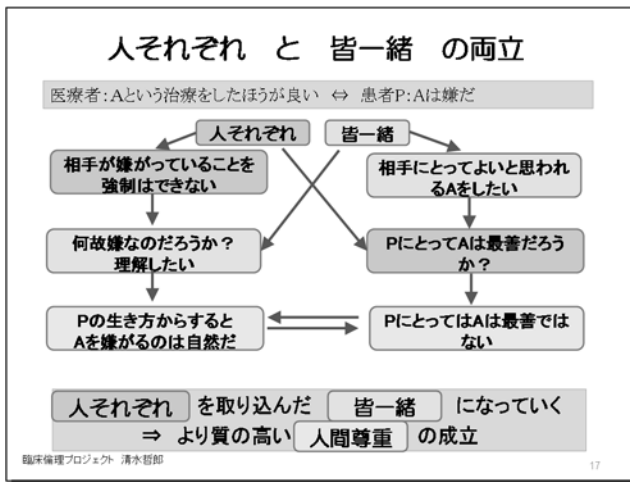 人それぞれ と 皆一緒 の両立
医療者:Aという治療をしたほうが良い ⇔ 患者P:Aは嫌だ
人それぞれ
皆一緒
相手が嫌がっていることを
強制はできない
相手にとってよいと思われ
るAをしたい
何故嫌なのだろうか?
理解したい
PにとってAは最善だろう
か?
Pの生き方からすると
Aを嫌がるのは自然だ
PにとってはAは最善では
ない
人それぞれ を取り込んだ 皆一緒 になっていく
⇒ より質の高い 人間尊重 の成立
臨床倫理プロジェクト 清水哲郎
17